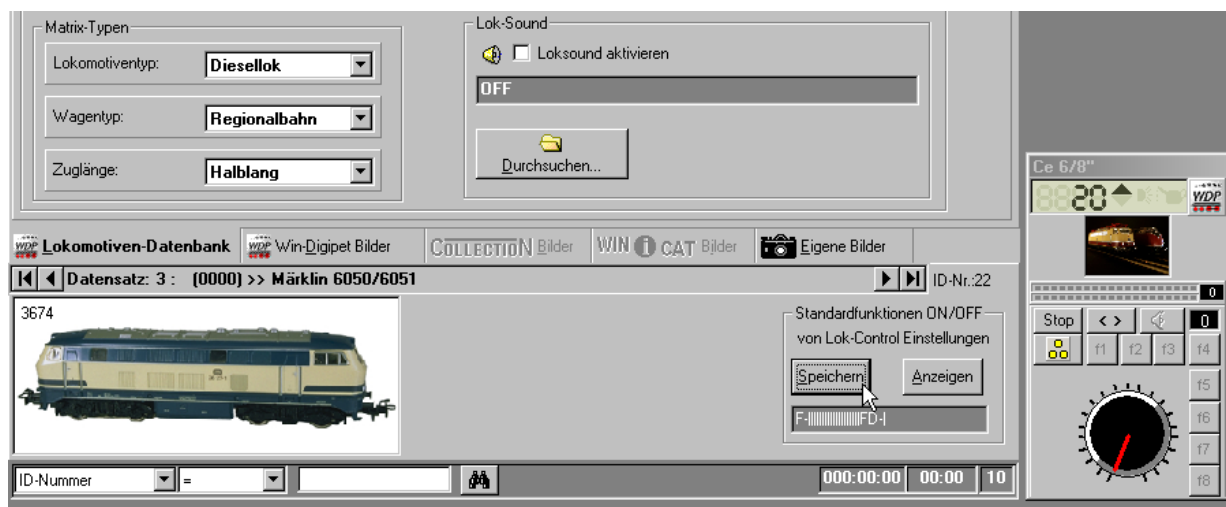 Matrix-Typen
Lokomotiventyp: Diesellok
Wagentyp: Regionalbahn
Zuglänge: Halblang
Lok-Sound
Loksound aktivieren
OFF
Durchsuchen...
WDP Lokomotiven-Datenbank
WDP Win-Digipet Bilder
COLLECTION Bilder
WIN i CAT Bilder
Eigene Bilder
Datensatz: 3 : (0000) >> Märklin 6050/6051
ID-Nr.:22
3674
Standardfunktionen ON/OFF
von Lok-Control Einstellungen
Speichern
Anzeigen
F-||||||||||||||||||FD-|
ID-Nummer
=
000:00:00
00:00
10
Ce 6/8"
20
WDP
0
Stop
< >
0
f1 f2 f3 f4
f5
f6
f7
f8